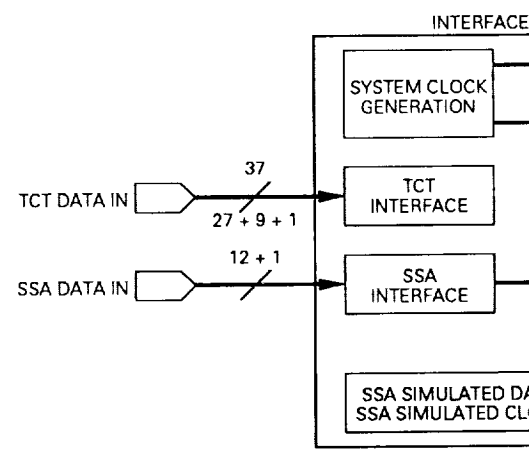 INTERFACE
SYSTEM CLOCK
GENERATION
37
TCT DATA IN
TCT
INTERFACE
27 + 9 + 1
12 + 1
SSA DATA IN
SSA
INTERFACE
SSA SIMULATED DA
SSA SIMULATED CLO